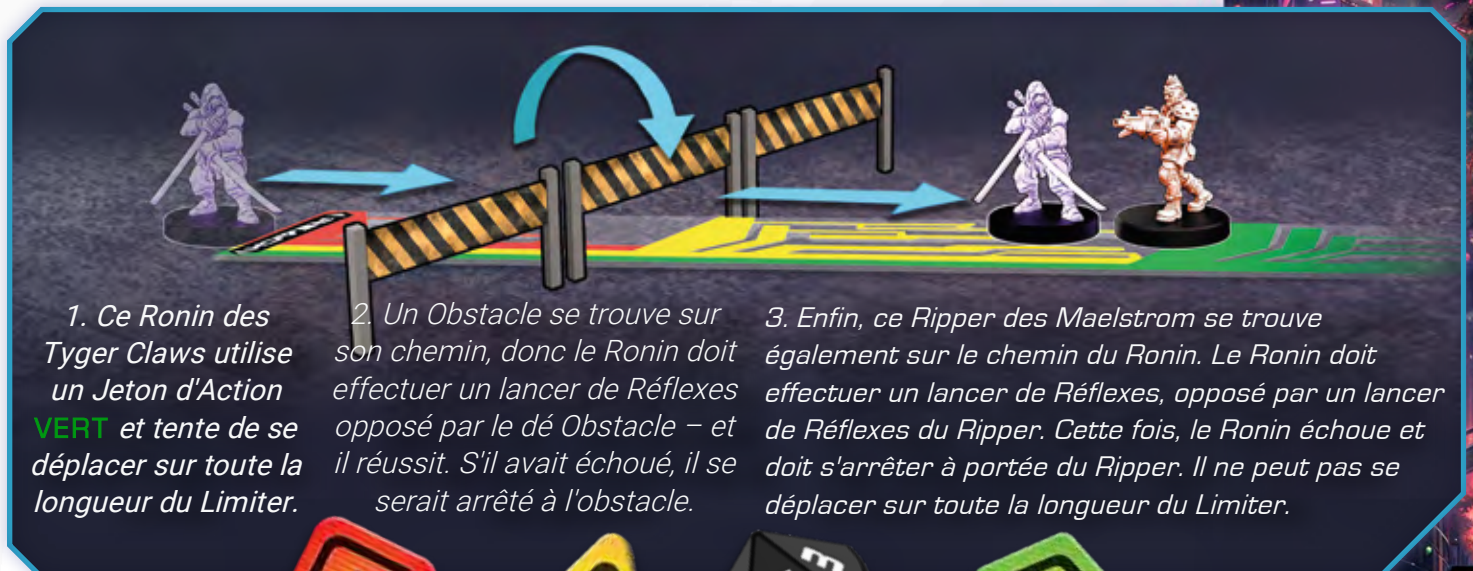 1. Ce Ronin des
Tyger Claws utilise
un Jeton d'Action
VERT et tente de se
déplacer sur toute la
longueur du Limiter.
2. Un Obstacle se trouve sur
son chemin, donc le Ronin doit
effectuer un lancer de Réflexes
opposé par le dé Obstacle – et
il réussit. S'il avait échoué, il se
serait arrêté à l'obstacle.
3. Enfin, ce Ripper des Maelstrom se trouve
également sur le chemin du Ronin. Le Ronin doit
effectuer un lancer de Réflexes, opposé par un lancer
de Réflexes du Ripper. Cette fois, le Ronin échoue et
doit s'arrêter à portée du Ripper. Il ne peut pas se
déplacer sur toute la longueur du Limiter.